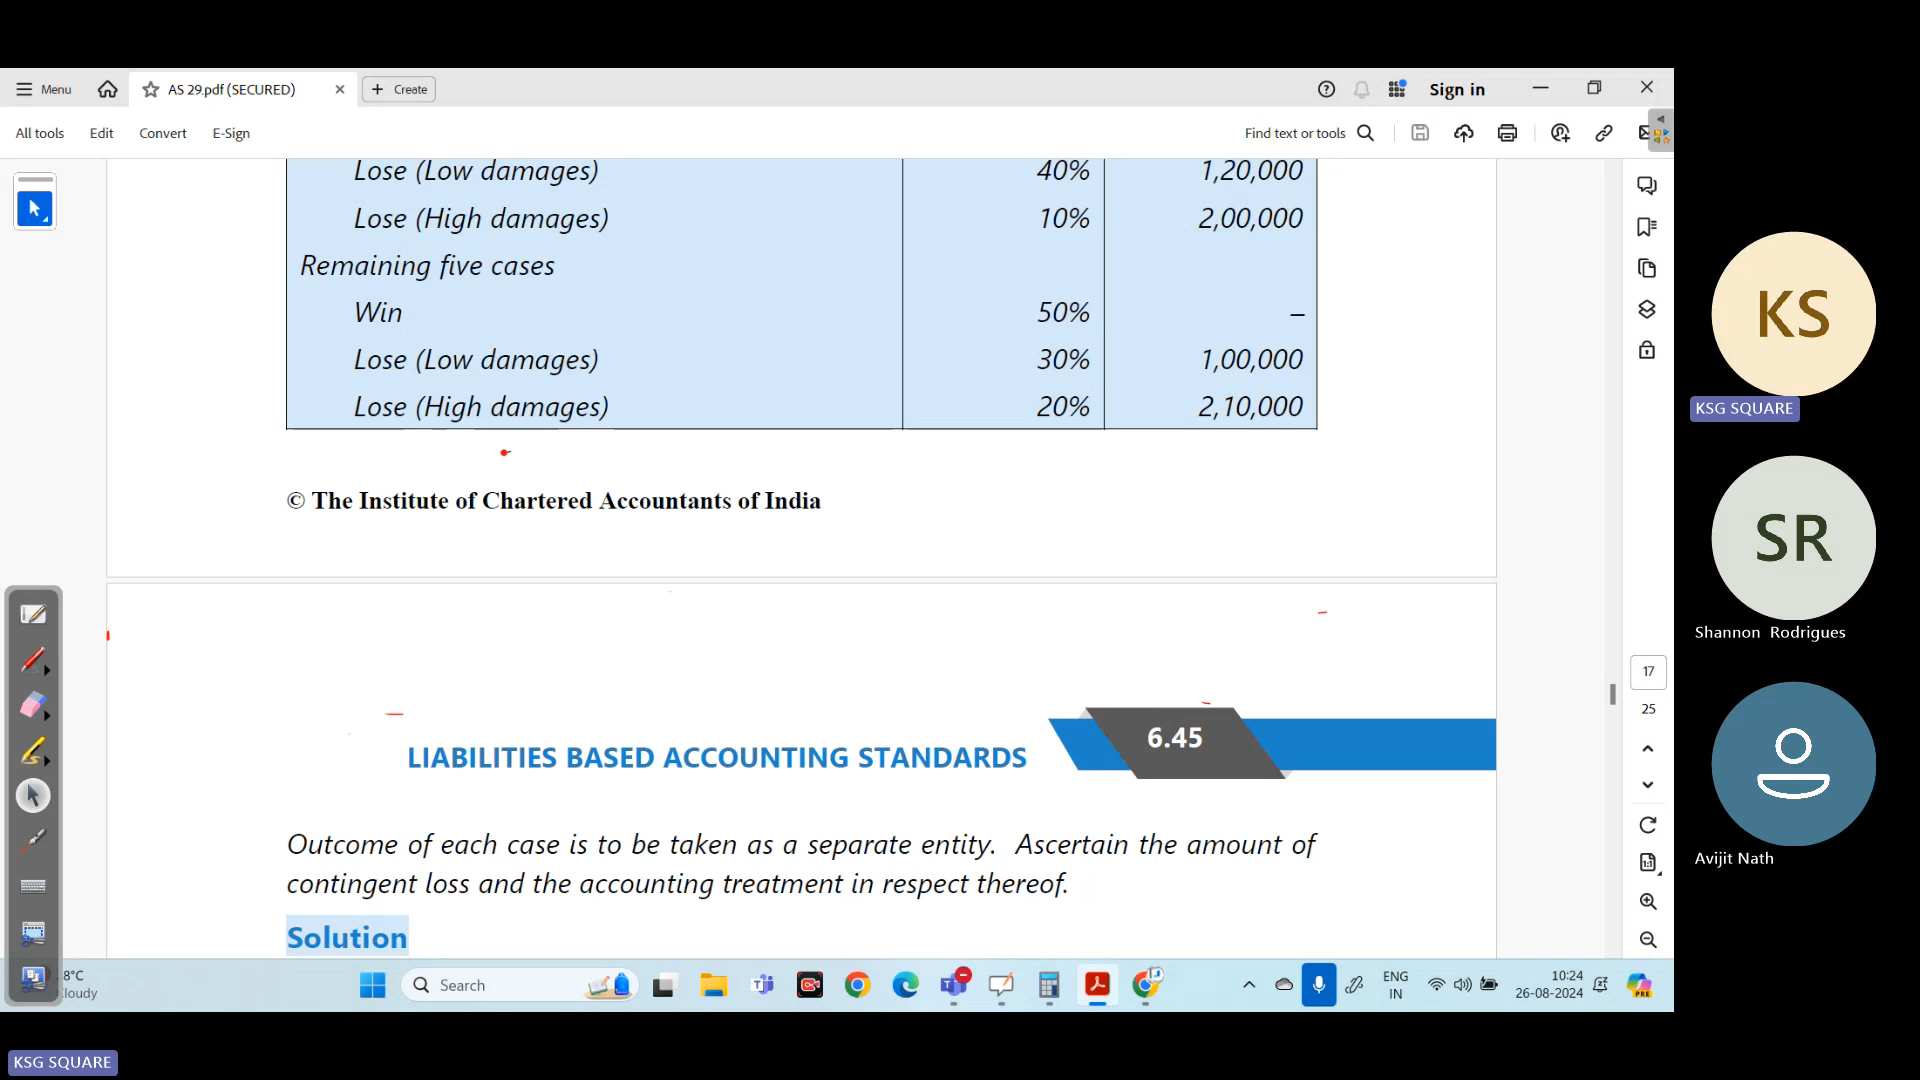 Menu
AS 29.pdf (SECURED)
Create
Sign in
All tools
Edit
Convert
E-Sign
Find text or tools
Lose (Low damages) 40% 1,20,000
Lose (High damages) 10% 2,00,000
Remaining five cases
Win 50% –
Lose (Low damages) 30% 1,00,000
Lose (High damages) 20% 2,10,000
© The Institute of Chartered Accountants of India
LIABILITIES BASED ACCOUNTING STANDARDS 6.45
Outcome of each case is to be taken as a separate entity. Ascertain the amount of
contingent loss and the accounting treatment in respect thereof.
Solution
17
25
KS
KSG SQUARE
SR
Shannon Rodrigues
Avijit Nath
8°C
Cloudy
Search
ENG
IN
10:24
26-08-2024
PRE
KSG SQUARE